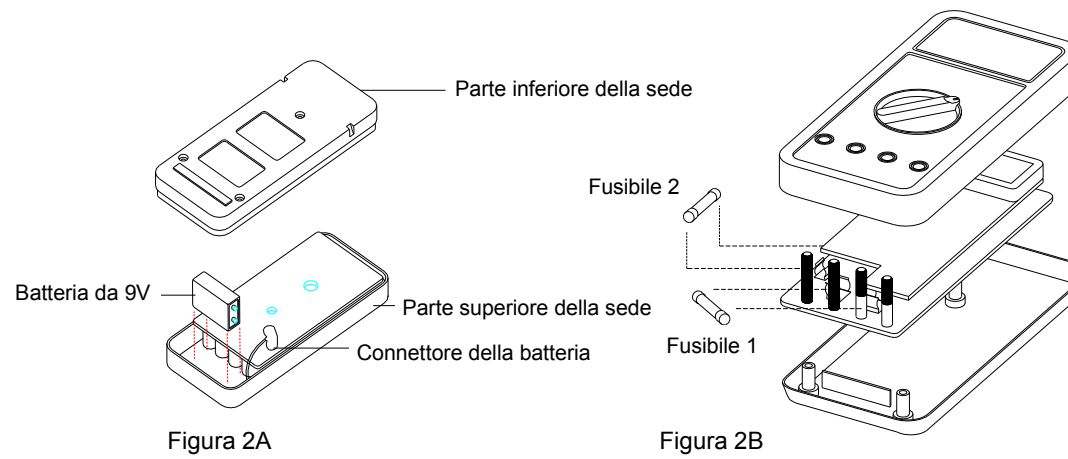 Parte inferiore della sede
Batteria da 9V
Parte superiore della sede
Connettore della batteria
Figura 2A
Fusibile 2
Fusibile 1
Figura 2B